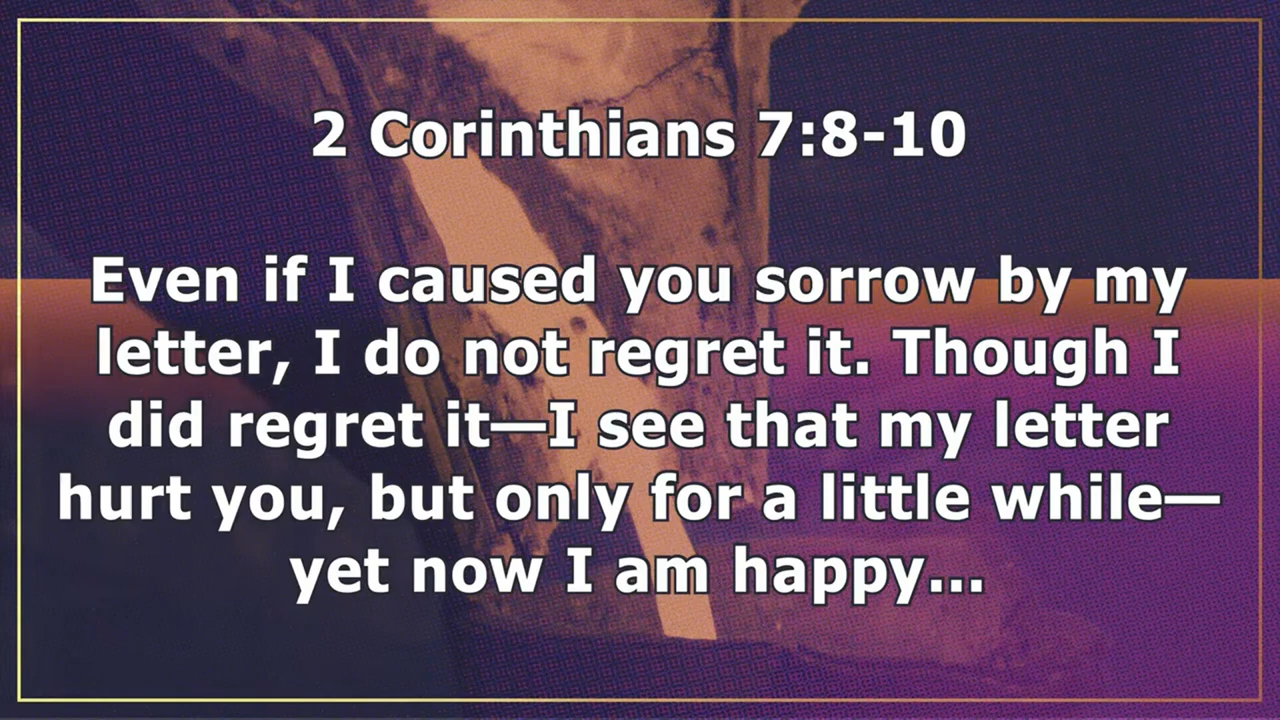 2 Corinthians 7:8-10
Even if I caused you sorrow by my
letter, I do not regret it. Though I
did regret it—I see that my letter
hurt you, but only for a little while—
yet now I am happy...